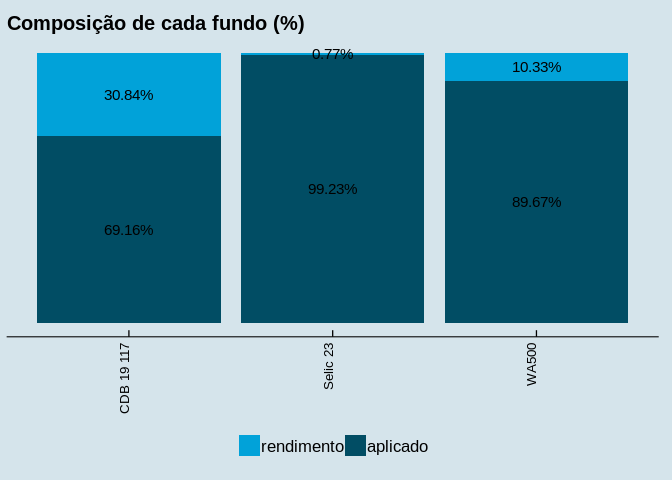 Composição de cada fundo (%)
0.77%
30.84%
10.33%
99.23%
69.16%
89.67%
CDB 19 117
Selic 23
WA500
rendimento aplicado